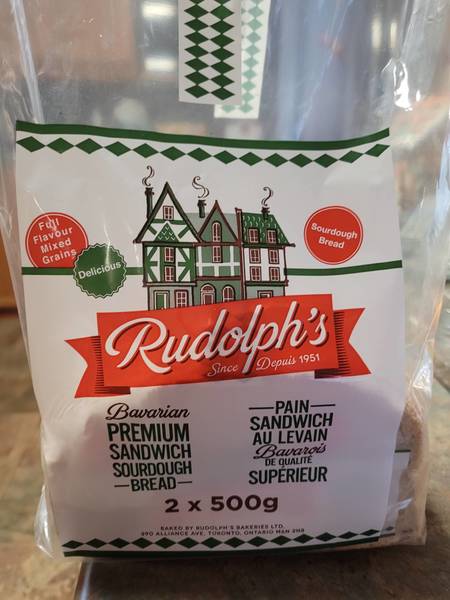 Full
Flavour
Mixed
Grains
Delicious
Sourdough
Bread
Rudolph's
Since Depuis 1951
Bavarian
PREMIUM
SANDWICH
SOURDOUGH
BREAD
PAIN
SANDWICH
AU LEVAIN
Bavarois
DE QUALITÉ
SUPÉRIEUR
2 x 500g
BAKED BY RUDOLPH'S BAKERIES LTD.
390 ALLIANCE AVE, TORONTO, ONTARIO M6N 2H8